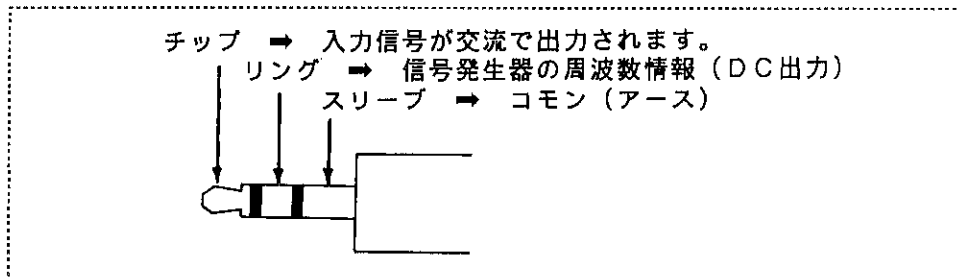 チップ ➡ 入力信号が交流で出力されます。
リング ➡ 信号発生器の周波数情報（DC出力）
スリーブ ➡ コモン（アース）